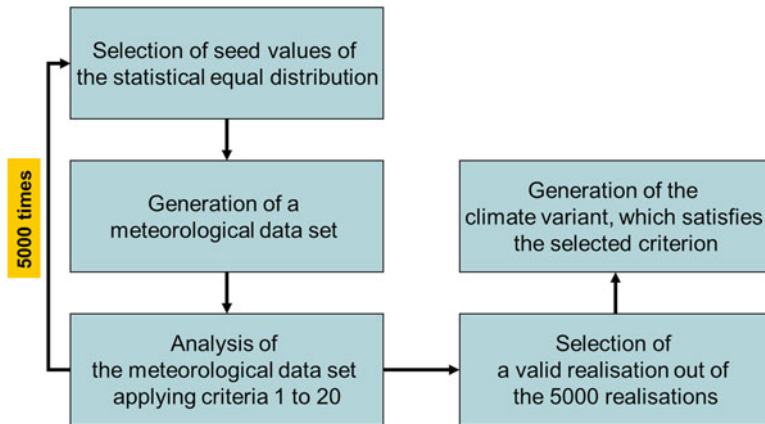 Selection of seed values of
the statistical equal distribution
5000 times
Generation of a
meteorological data set
Generation of the
climate variant, which satisfies
the selected criterion
Analysis of
the meteorological data set
applying criteria 1 to 20
Selection of
a valid realisation out of
the 5000 realisations